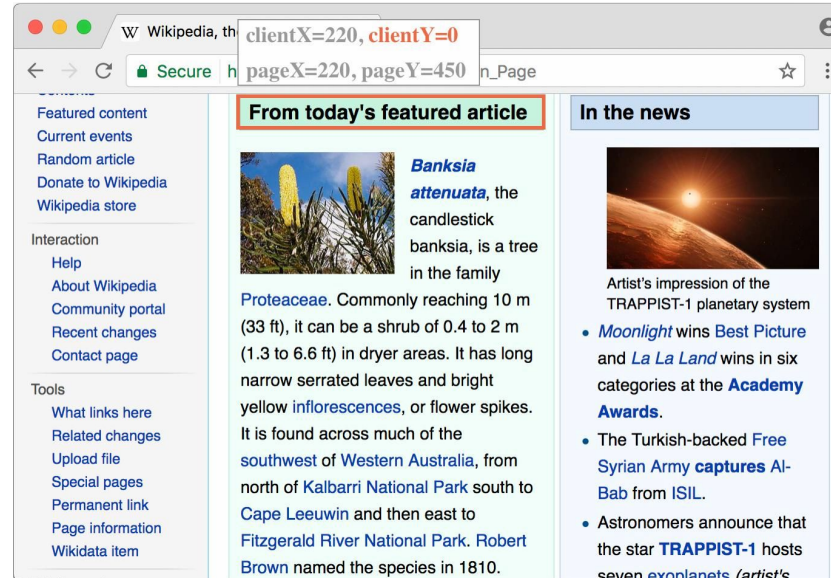 Wikipedia, th
clientX=220, clientY=0
pageX=220, pageY=450
Secure h
n_Page
Contents
Featured content
Current events
Random article
Donate to Wikipedia
Wikipedia store
Interaction
Help
About Wikipedia
Community portal
Recent changes
Contact page
Tools
What links here
Related changes
Upload file
Special pages
Permanent link
Page information
Wikidata item
From today's featured article
Banksia
attenuata, the
candlestick
banksia, is a tree
in the family
Proteaceae. Commonly reaching 10 m
(33 ft), it can be a shrub of 0.4 to 2 m
(1.3 to 6.6 ft) in dryer areas. It has long
narrow serrated leaves and bright
yellow inflorescences, or flower spikes.
It is found across much of the
southwest of Western Australia, from
north of Kalbarri National Park south to
Cape Leeuwin and then east to
Fitzgerald River National Park. Robert
Brown named the species in 1810.
In the news
Artist's impression of the
TRAPPIST-1 planetary system
• Moonlight wins Best Picture
and La La Land wins in six
categories at the Academy
Awards.
• The Turkish-backed Free
Syrian Army captures Al-
Bab from ISIL.
• Astronomers announce that
the star TRAPPIST-1 hosts
seven exoplanets (artist's